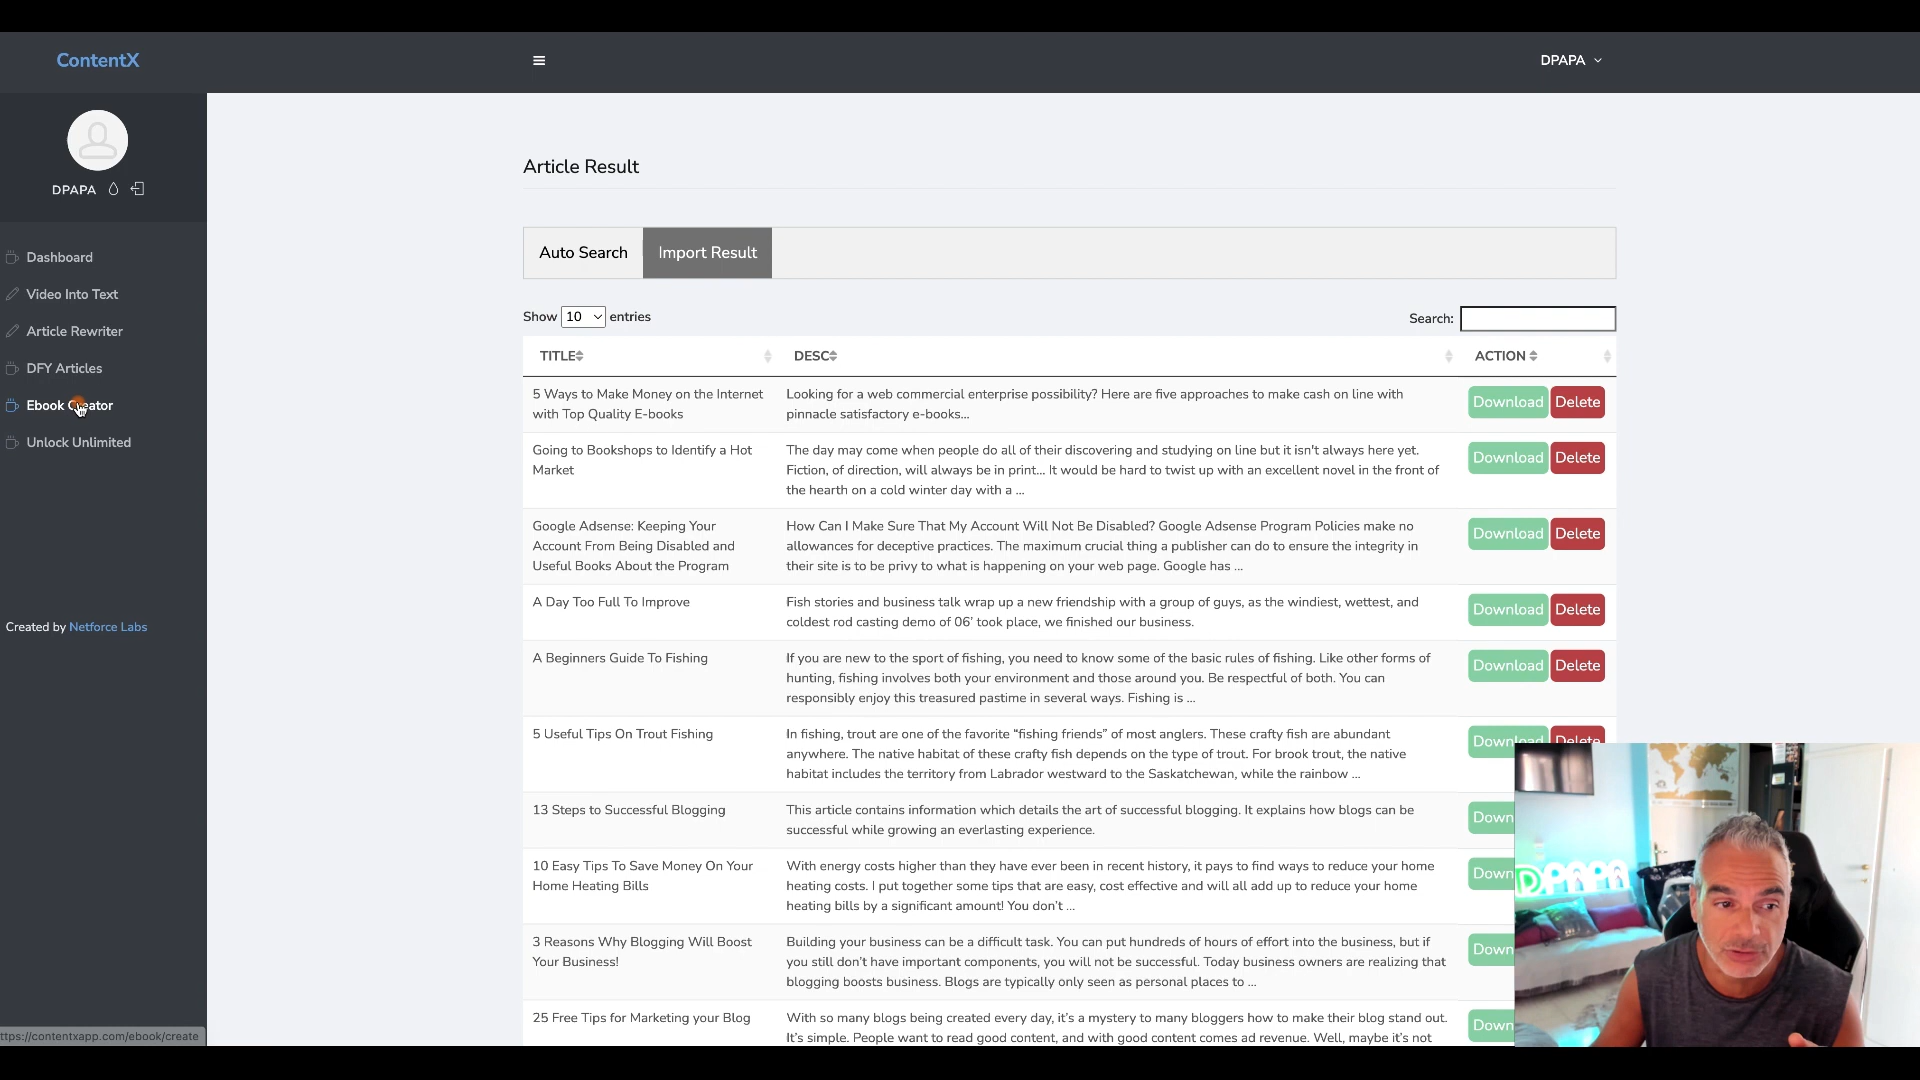 ContentX
DPAPA
DPAPA
Dashboard
Video Into Text
Article Rewriter
DFY Articles
Ebook Creator
Unlock Unlimited
Created by Netforce Labs
ttps://contentxapp.com/ebook/create
Article Result
Auto Search
Import Result
Show 10 entries
Search:
TITLE
DESC
ACTION
5 Ways to Make Money on the Internet
with Top Quality E-books
Looking for a web commercial enterprise possibility? Here are five approaches to make cash on line with
pinnacle satisfactory e-books...
Download Delete
Going to Bookshops to Identify a Hot
Market
The day may come when people do all of their discovering and studying on line but it isn't always here yet.
Fiction, of direction, will always be in print... It would be hard to twist up with an excellent novel in the front of
the hearth on a cold winter day with a ...
Download Delete
Google Adsense: Keeping Your
Account From Being Disabled and
Useful Books About the Program
How Can I Make Sure That My Account Will Not Be Disabled? Google Adsense Program Policies make no
allowances for deceptive practices. The maximum crucial thing a publisher can do to ensure the integrity in
their site is to be privy to what is happening on your web page. Google has ...
Download Delete
A Day Too Full To Improve
Fish stories and business talk wrap up a new friendship with a group of guys, as the windiest, wettest, and
coldest rod casting demo of 06’ took place, we finished our business.
Download Delete
A Beginners Guide To Fishing
If you are new to the sport of fishing, you need to know some of the basic rules of fishing. Like other forms of
hunting, fishing involves both your environment and those around you. Be respectful of both. You can
responsibly enjoy this treasured pastime in several ways. Fishing is ...
Download Delete
5 Useful Tips On Trout Fishing
In fishing, trout are one of the favorite “fishing friends” of most anglers. These crafty fish are abundant
anywhere. The native habitat of these crafty fish depends on the type of trout. For brook trout, the native
habitat includes the territory from Labrador westward to the Saskatchewan, while the rainbow ...
Download Delete
13 Steps to Successful Blogging
This article contains information which details the art of successful blogging. It explains how blogs can be
successful while growing an everlasting experience.
Down
10 Easy Tips To Save Money On Your
Home Heating Bills
With energy costs higher than they have ever been in recent history, it pays to find ways to reduce your home
heating costs. I put together some tips that are easy, cost effective and will all add up to reduce your home
heating bills by a significant amount! You don’t ...
Down
3 Reasons Why Blogging Will Boost
Your Business!
Building your business can be a difficult task. You can put hundreds of hours of effort into the business, but if
you still don’t have important components, you will not be successful. Today business owners are realizing that
blogging boosts business. Blogs are typically only seen as personal places to ...
Down
25 Free Tips for Marketing your Blog
With so many blogs being created every day, it’s a mystery to many bloggers how to make their blog stand out.
It’s simple. People want to read good content, and with good content comes ad revenue. Well, maybe it’s not
Down
DPAPA